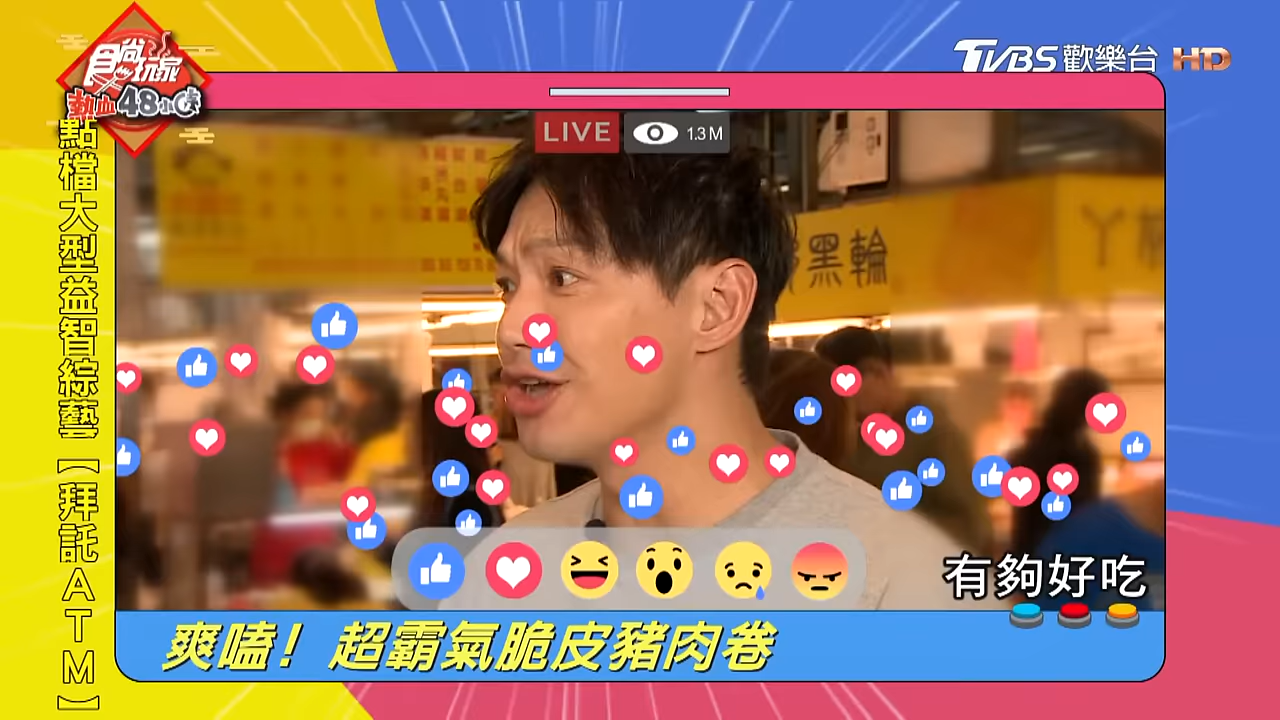 食尚玩家
熱血48小時
TVBS歡樂台 HD
LIVE 1.3M
黑輪
點檔大型益智綜藝【拜託ATM】
有夠好吃
爽嗑!超霸氣脆皮豬肉卷